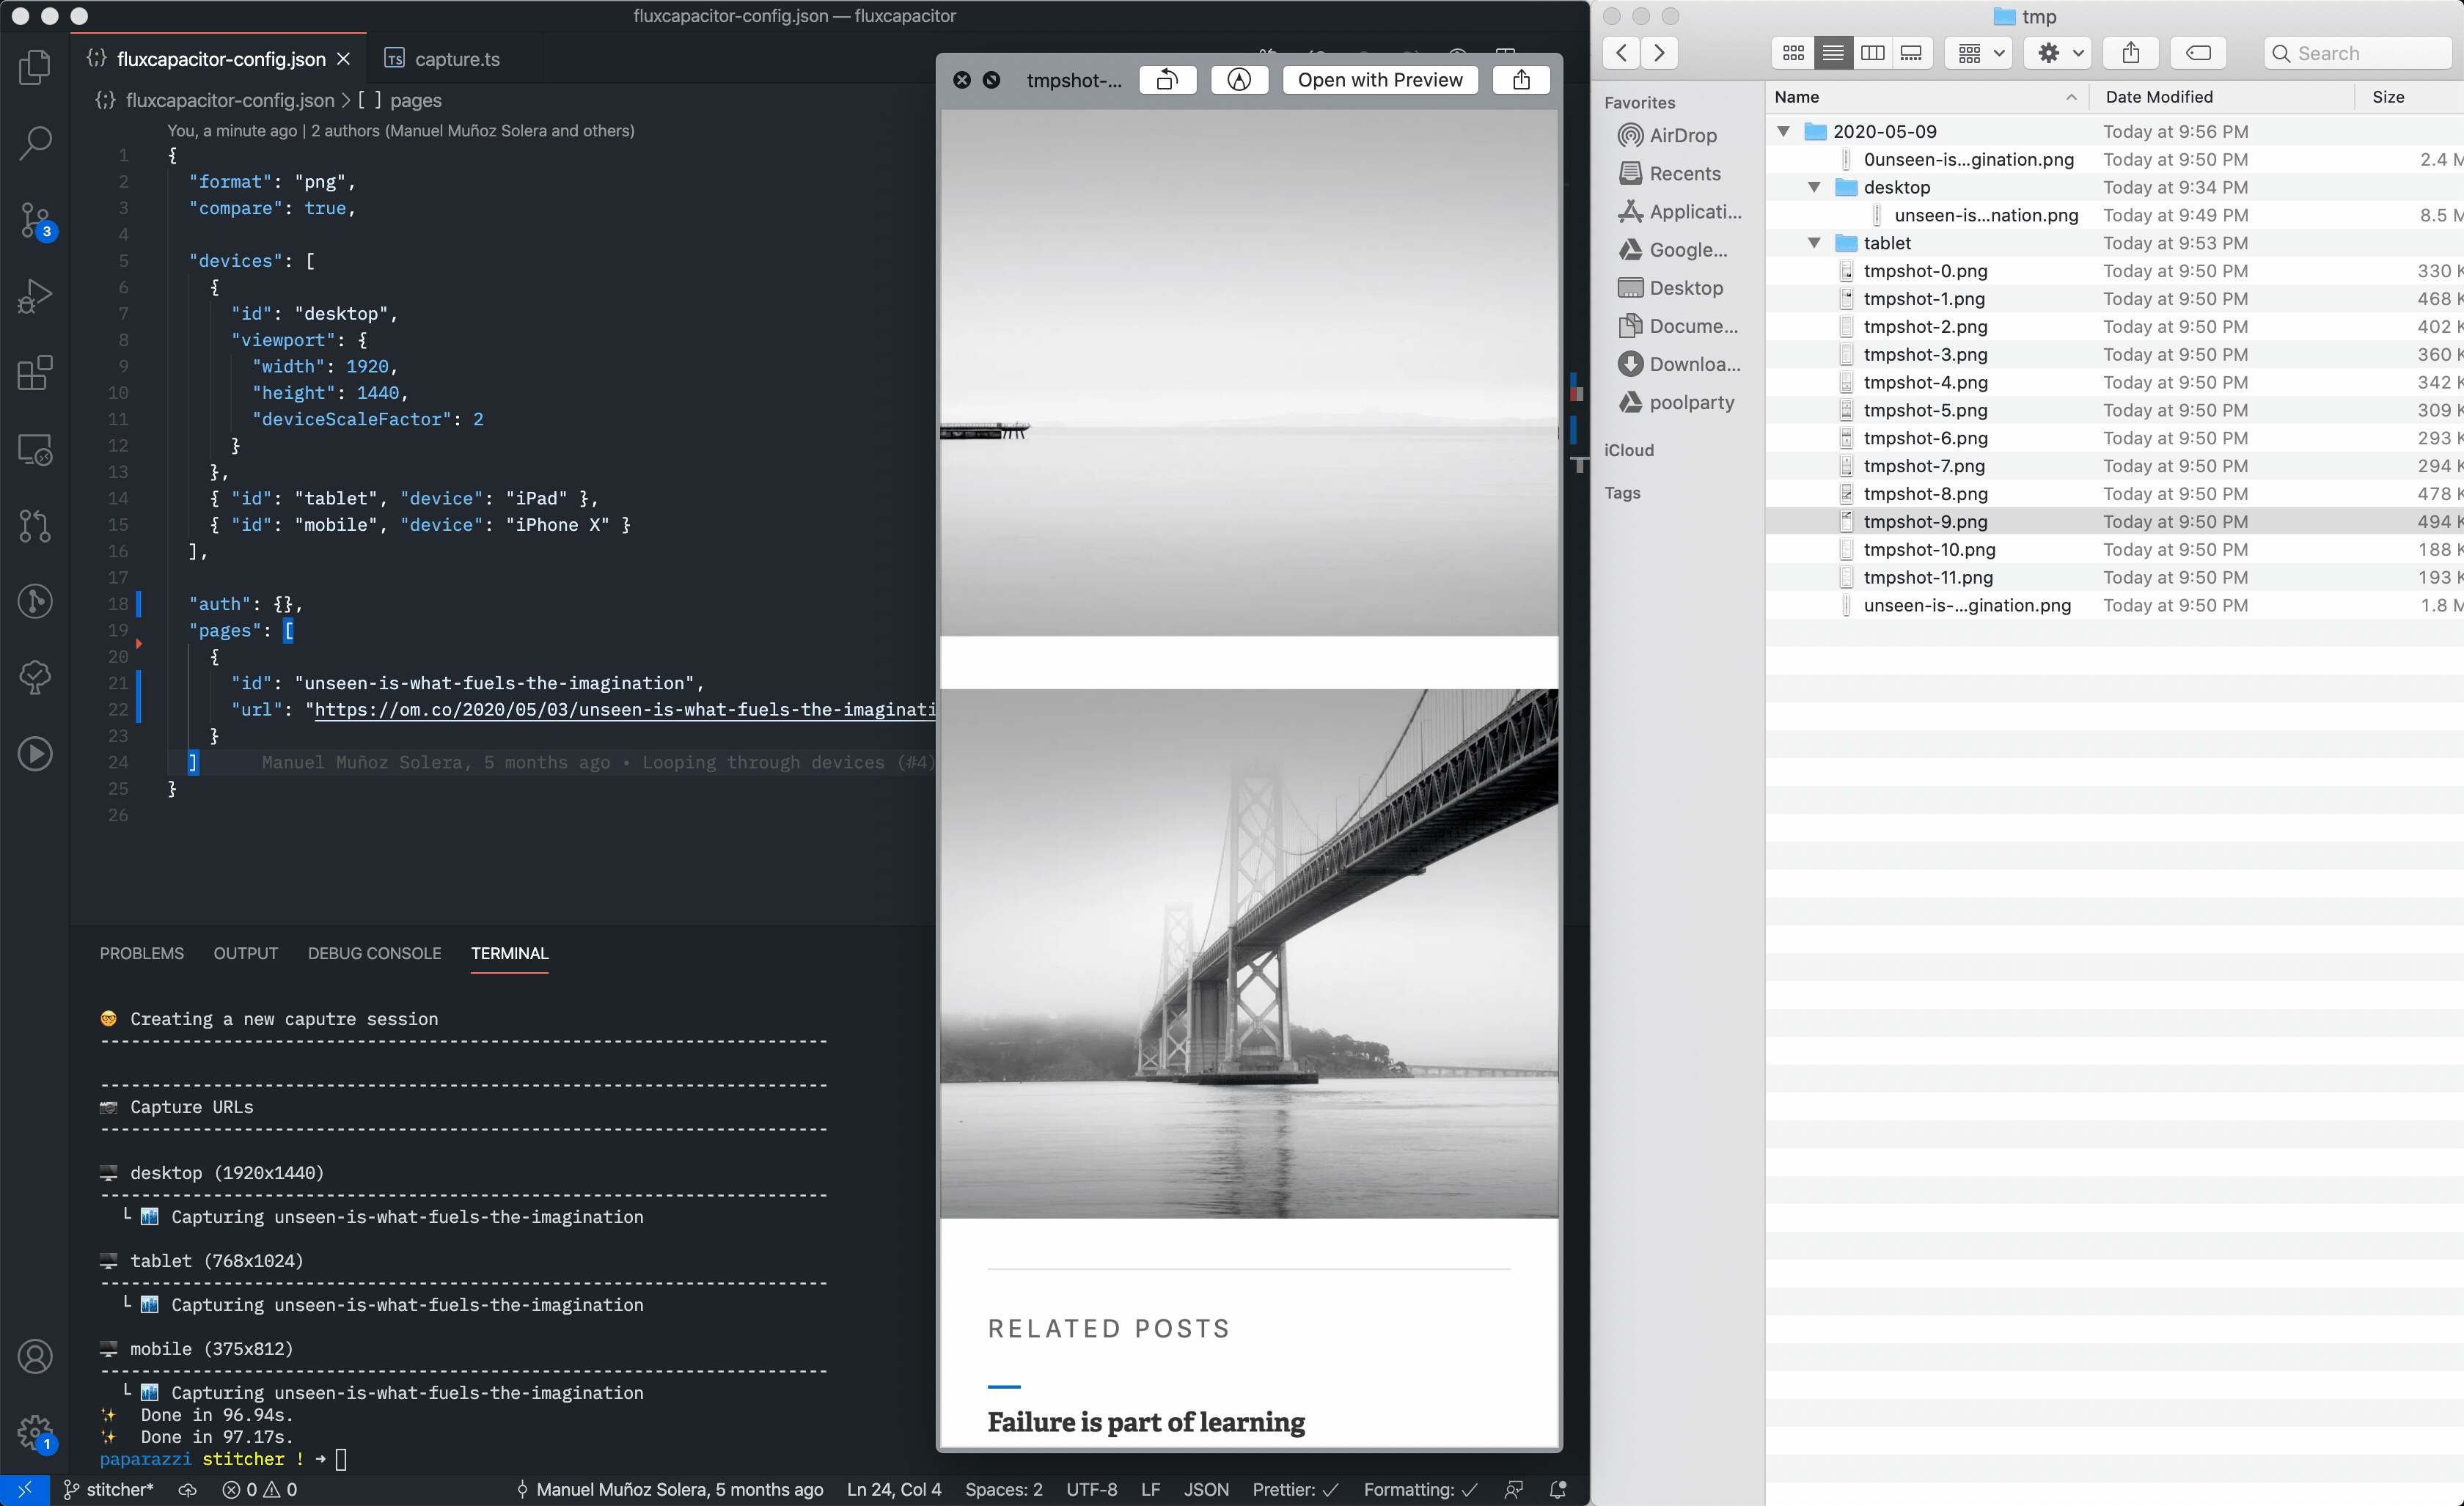 fluxcapacitor-config.json — fluxcapacitor
fluxcapacitor-config.json
TS capture.ts
fluxcapacitor-config.json > [ ] pages
You, a minute ago | 2 authors (Manuel Muñoz Solera and others)
1 {
2 "format": "png",
3 "compare": true,
4
5 "devices": [
6 {
7 "id": "desktop",
8 "viewport": {
9 "width": 1920,
10 "height": 1440,
11 "deviceScaleFactor": 2
12 }
13 },
14 { "id": "tablet", "device": "iPad" },
15 { "id": "mobile", "device": "iPhone X" }
16 ],
17
18 "auth": {},
19 "pages": [
20 {
21 "id": "unseen-is-what-fuels-the-imagination",
22 "url": "https://om.co/2020/05/03/unseen-is-what-fuels-the-imaginati
23 }
24 ] Manuel Muñoz Solera, 5 months ago • Looping through devices (#4)
25 }
26
3
1
PROBLEMS OUTPUT DEBUG CONSOLE TERMINAL
Creating a new caputre session
Capture URLs
desktop (1920x1440)
Capturing unseen-is-what-fuels-the-imagination
tablet (768x1024)
Capturing unseen-is-what-fuels-the-imagination
mobile (375x812)
Capturing unseen-is-what-fuels-the-imagination
Done in 96.94s.
Done in 97.17s.
paparazzi stitcher ! →
stitcher* 0 0 Manuel Muñoz Solera, 5 months ago Ln 24, Col 4 Spaces: 2 UTF-8 LF JSON Prettier: ✓ Formatting: ✓
tmpshot-... Open with Preview
RELATED POSTS
Failure is part of learning
tmp
Search
Favorites
AirDrop
Recents
Applicati...
Google...
Desktop
Docume...
Downloa...
poolparty
iCloud
Tags
Name Date Modified Size
2020-05-09 Today at 9:56 PM
0unseen-is...gination.png Today at 9:50 PM 2.4 M
desktop Today at 9:34 PM
unseen-is...nation.png Today at 9:49 PM 8.5 M
tablet Today at 9:53 PM
tmpshot-0.png Today at 9:50 PM 330 K
tmpshot-1.png Today at 9:50 PM 468 K
tmpshot-2.png Today at 9:50 PM 402 K
tmpshot-3.png Today at 9:50 PM 360 K
tmpshot-4.png Today at 9:50 PM 342 K
tmpshot-5.png Today at 9:50 PM 309 K
tmpshot-6.png Today at 9:50 PM 293 K
tmpshot-7.png Today at 9:50 PM 294 K
tmpshot-8.png Today at 9:50 PM 478 K
tmpshot-9.png Today at 9:50 PM 494 K
tmpshot-10.png Today at 9:50 PM 188 K
tmpshot-11.png Today at 9:50 PM 193 K
unseen-is-...gination.png Today at 9:50 PM 1.8 M